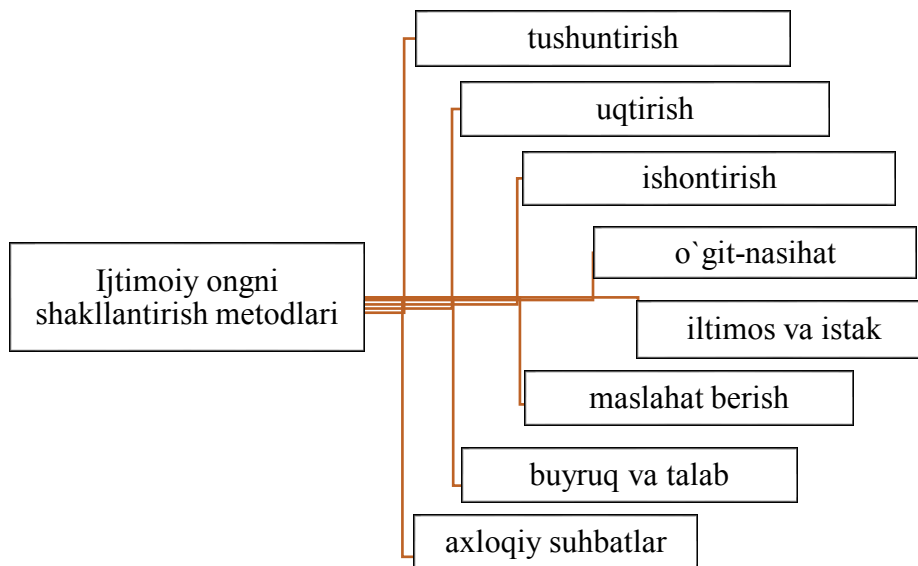 tushuntirish
uqtirish
ishontirish
o`git-nasihat
Ijtimoiy ongni
shakllantirish metodlari
iltimos va istak
maslahat berish
buyruq va talab
axloqiy suhbatlar